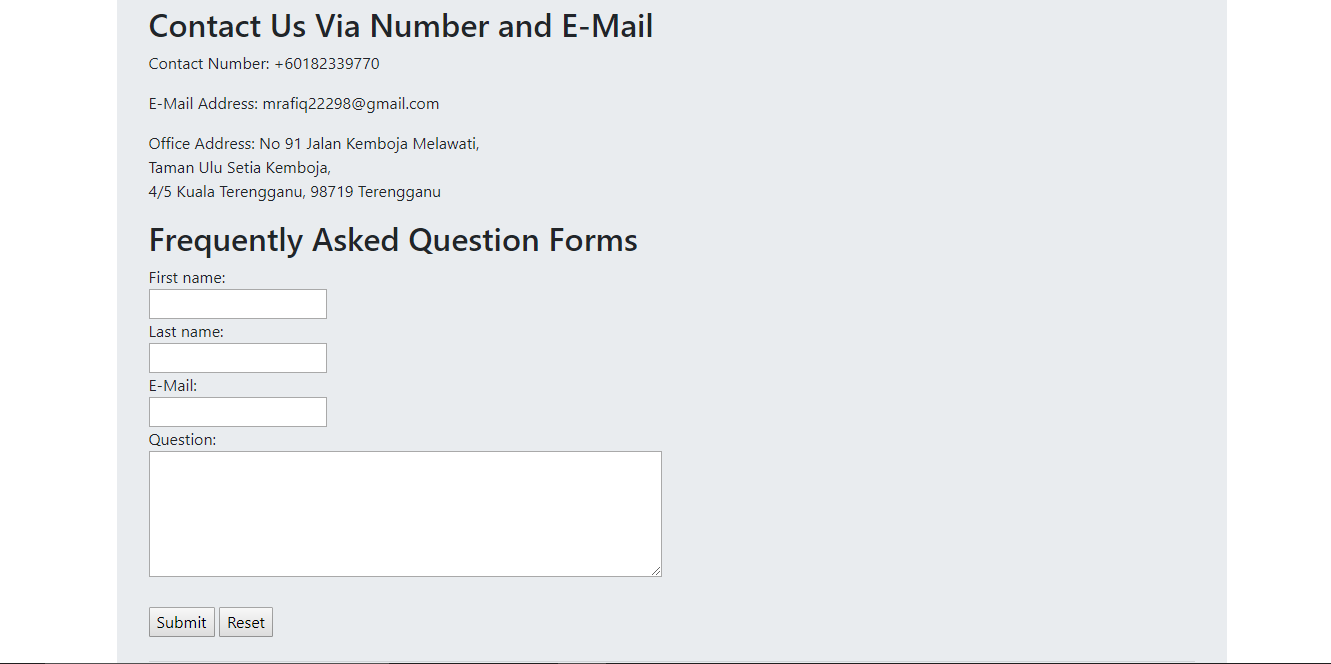 Contact Us Via Number and E-Mail
Contact Number: +60182339770
E-Mail Address: mrafiq22298@gmail.com
Office Address: No 91 Jalan Kemboja Melawati,
Taman Ulu Setia Kemboja,
4/5 Kuala Terengganu, 98719 Terengganu
Frequently Asked Question Forms
First name:
Last name:
E-Mail:
Question:
Submit Reset